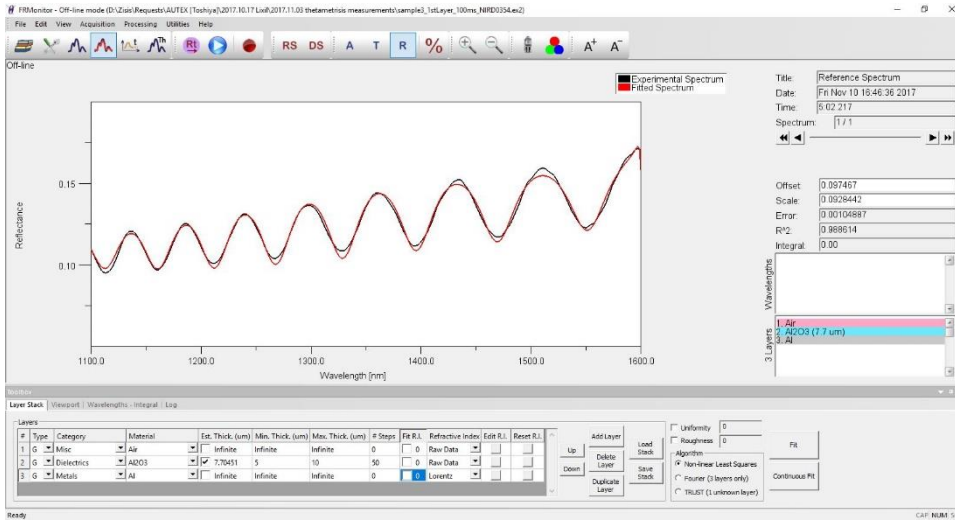 FRMonitor - Off-line mode (D:\Zisis\Requests\AUTEX [Toshiya]\2017.10.17 Lixil\2017.11.03 thetametrisis measurements\sample3_1stLayer_100ms_NIRD0354.ex2)
File Edit View Acquisition Processing Utilities Help
Rt RS DS A T R % A+ A-
Off-line
Experimental Spectrum
Fitted Spectrum
Title: Reference Spectrum
Date: Fri Nov 10 16:46:36 2017
Time: 5:02 217
Spectrum: 1 / 1
Offset: 0.097467
Scale: 0.0928442
Error: 0.00104887
R^2: 0.988614
Integral: 0.00
Wavelengths
3 Layers
1. Air
2. Al2O3 (7.7 um)
3. Al
Reflectance
0.15
0.10
1100.0 1200.0 1300.0 1400.0 1500.0 1600.0
Wavelength [nm]
Toolbox
Layer Stack Viewport Wavelengths - Integral Log
Layers
# Type Category Material Est. Thick. (um) Min. Thick. (um) Max. Thick. (um) # Steps Fit R.I. Refractive Index Edit R.I. Reset R.I.
1 G Misc Air Infinite Infinite Infinite 0 0 Raw Data
2 G Dielectrics Al2O3 7.70451 5 10 50 0 Raw Data
3 G Metals Al Infinite Infinite Infinite 0 0 Lorentz
Up
Down
Add Layer
Delete Layer
Duplicate Layer
Load Stack
Save Stack
Uniformity 0
Roughness 0
Algorithm
Non-linear Least Squares
Fourier (3 layers only)
TRUST (1 unknown layer)
Fit
Continuous Fit
Ready
CAP NUM